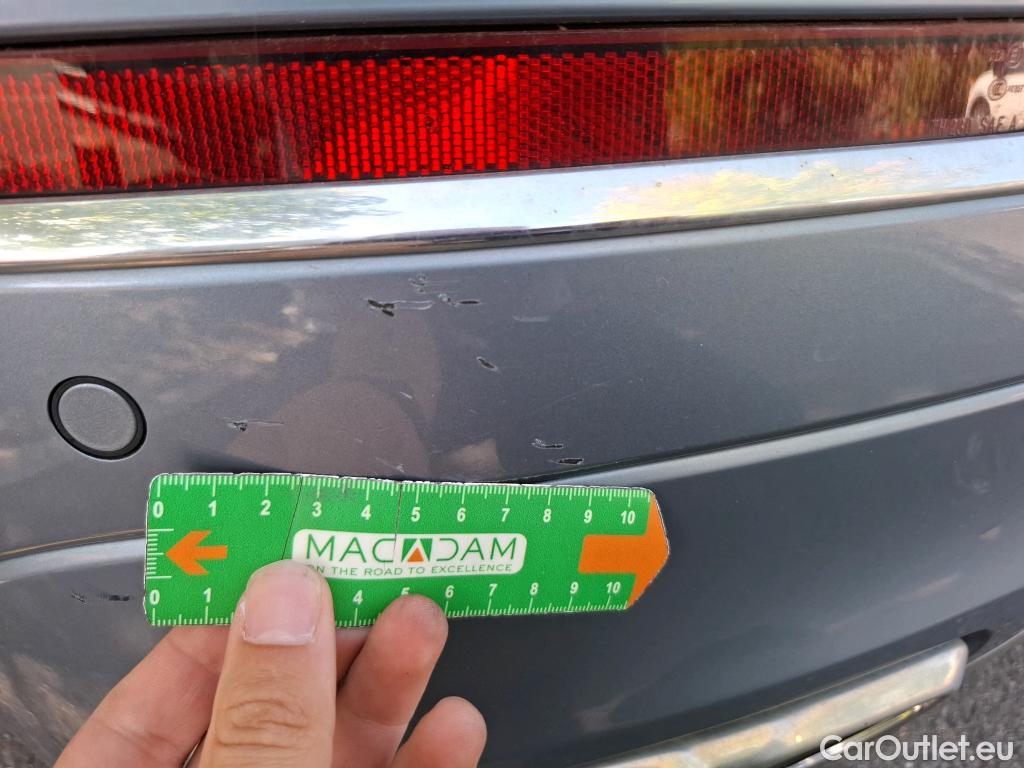 SAE A
0 1 2 3 4 5 6 7 8 9 10
MACADAM
ON THE ROAD TO EXCELLENCE
0 1 4 5 6 7 8 9 10
CarOutlet.eu